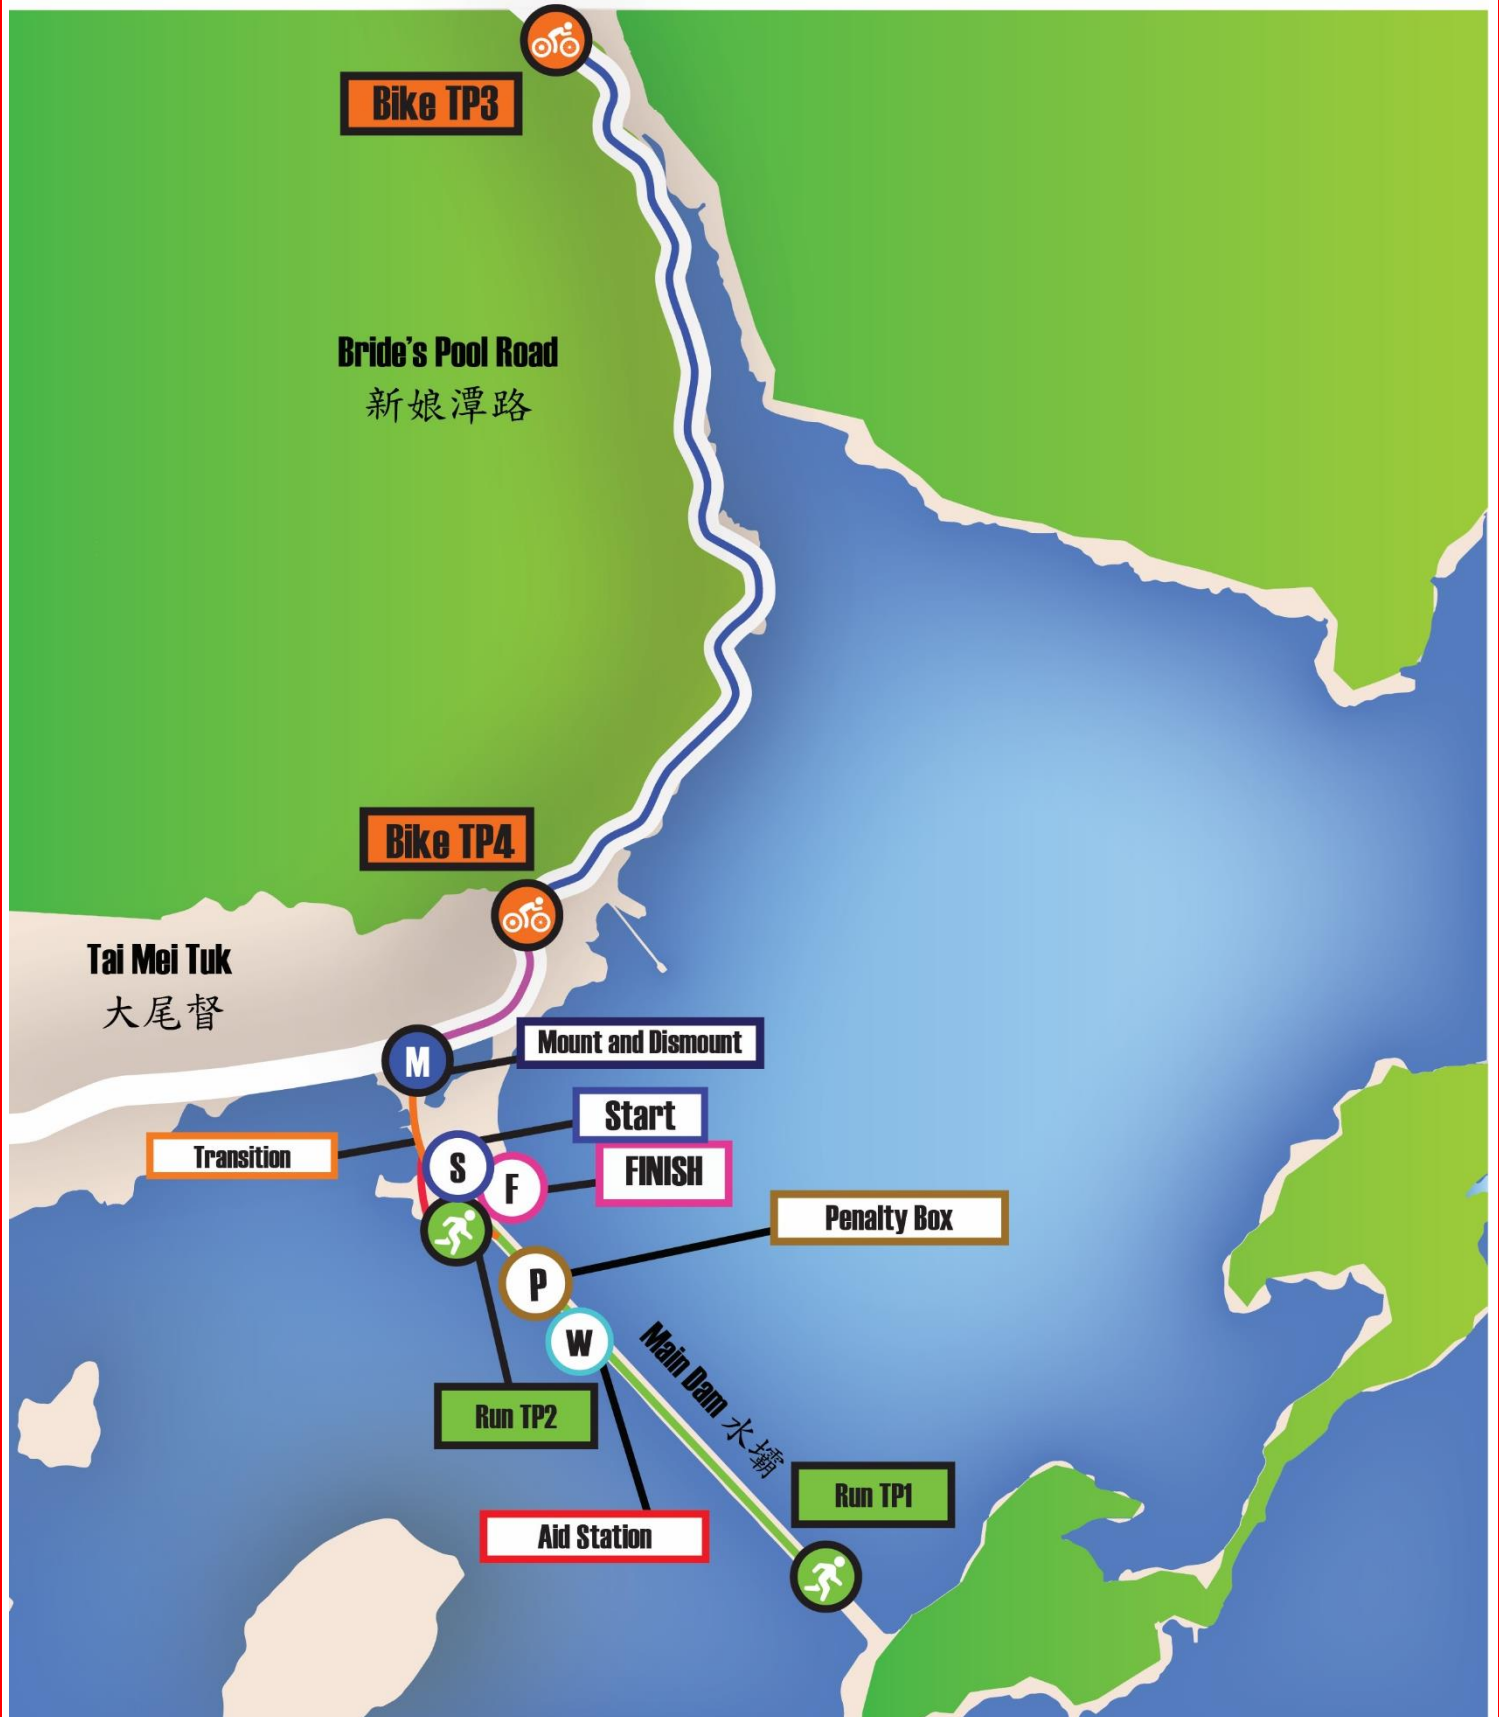 Bike TP3
Bride's Pool Road
新娘潭路
Bike TP4
Tai Mei Tuk
大尾督
M
Mount and Dismount
Start
Transition
S
F
FINISH
Penalty Box
P
W
Main Dam 水壩
Run TP2
Run TP1
Aid Station